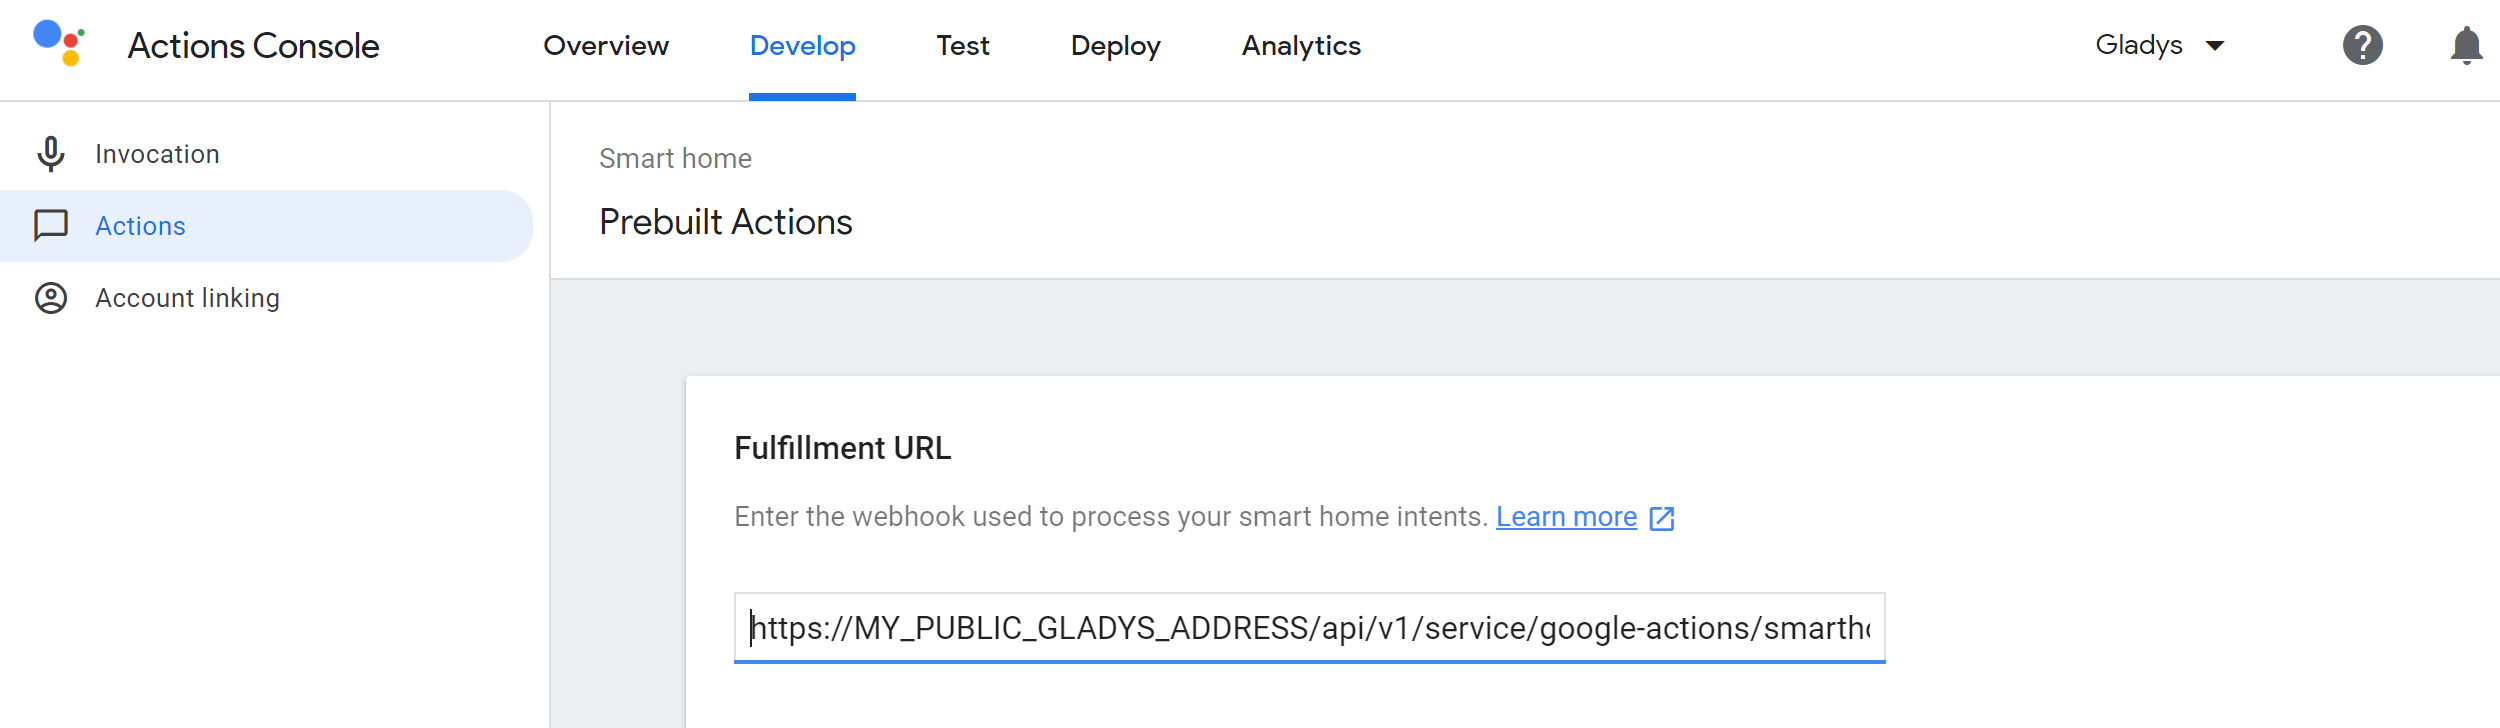 Actions Console Overview Develop Test Deploy Analytics Gladys
Invocation
Actions
Account linking
Smart home
Prebuilt Actions
Fulfillment URL
Enter the webhook used to process your smart home intents. Learn more
https://MY_PUBLIC_GLADYS_ADDRESS/api/v1/service/google-actions/smarth